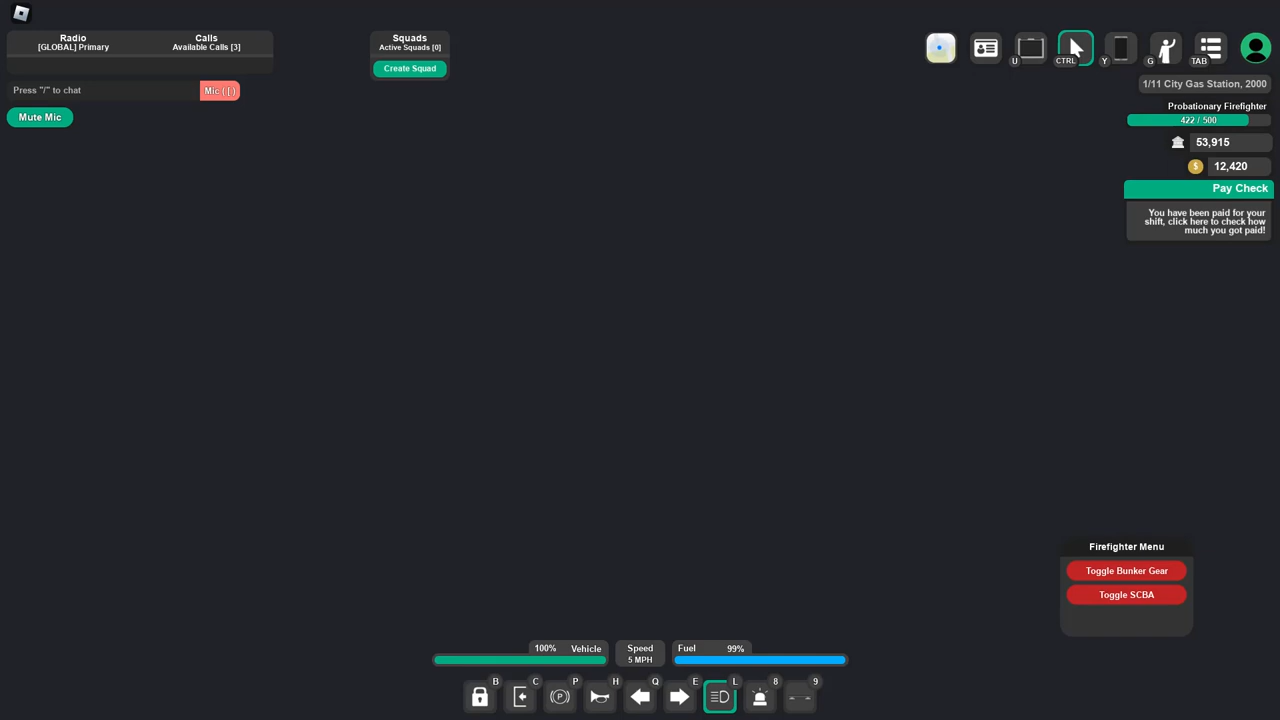 Radio
[GLOBAL] Primary
Calls
Available Calls [3]
Press "/" to chat
Mic ( [ )
Mute Mic
Squads
Active Squads [0]
Create Squad
U
CTRL
Y
G
TAB
1/11 City Gas Station, 2000
Probationary Firefighter
422 / 500
53,915
$ 12,420
Pay Check
You have been paid for your
shift, click here to check how
much you got paid!
Firefighter Menu
Toggle Bunker Gear
Toggle SCBA
100% Vehicle
Speed
5 MPH
Fuel 99%
B
C
P
H
Q
E
L
8
9
(P)